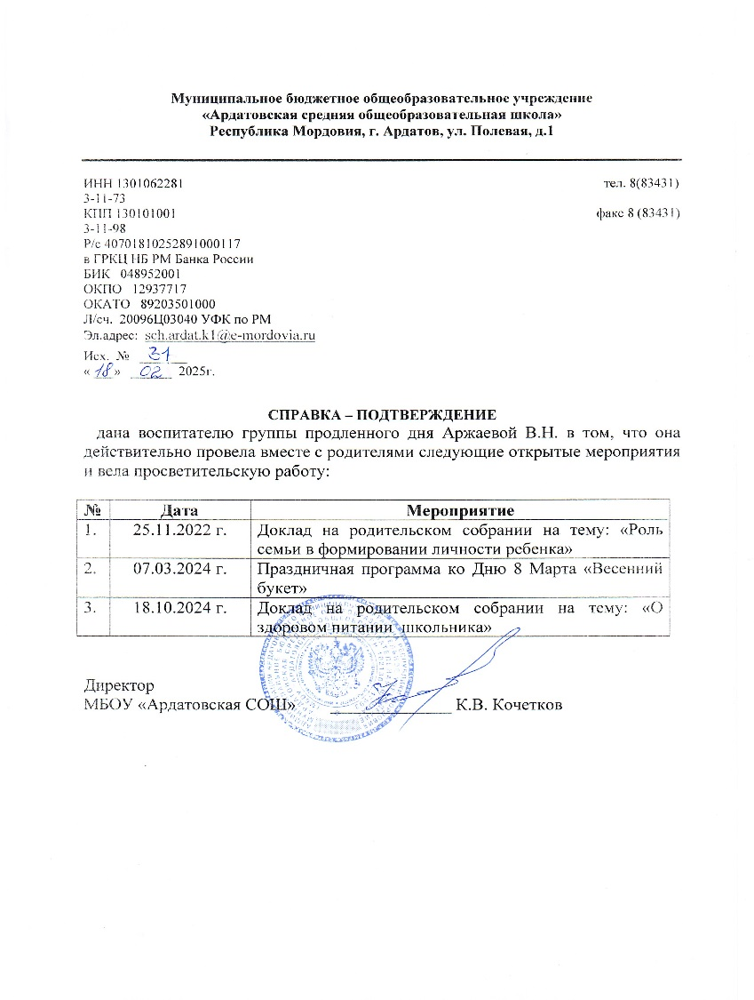 Муниципальное бюджетное общеобразовательное учреждение
«Ардатовская средняя общеобразовательная школа»
Республика Мордовия, г. Ардатов, ул. Полевая, д.1
ИНН 1301062281 тел. 8(83431)
3-11-73
КПП 130101001 факс 8 (83431)
3-11-98
Р/с 40701810252891000117
в ГРКЦ НБ РМ Банка России
БИК 048952001
ОКПО 12937717
ОКАТО 89203501000
Л/сч. 20096Ц03040 УФК по РМ
Эл.адрес: sch.ardat.k1@e-mordovia.ru
Исх. № 31
« 18 » 02 2025г.
СПРАВКА – ПОДТВЕРЖДЕНИЕ
дана воспитателю группы продленного дня Аржаевой В.Н. в том, что она
действительно провела вместе с родителями следующие открытые мероприятия
и вела просветительскую работу:
№ Дата Мероприятие
1. 25.11.2022 г. Доклад на родительском собрании на тему: «Роль
семьи в формировании личности ребенка»
2. 07.03.2024 г. Праздничная программа ко Дню 8 Марта «Весенний
букет»
3. 18.10.2024 г. Доклад на родительском собрании на тему: «О
здоровом питании школьника»
Директор
МБОУ «Ардатовская СОШ» ______________ К.В. Кочетков